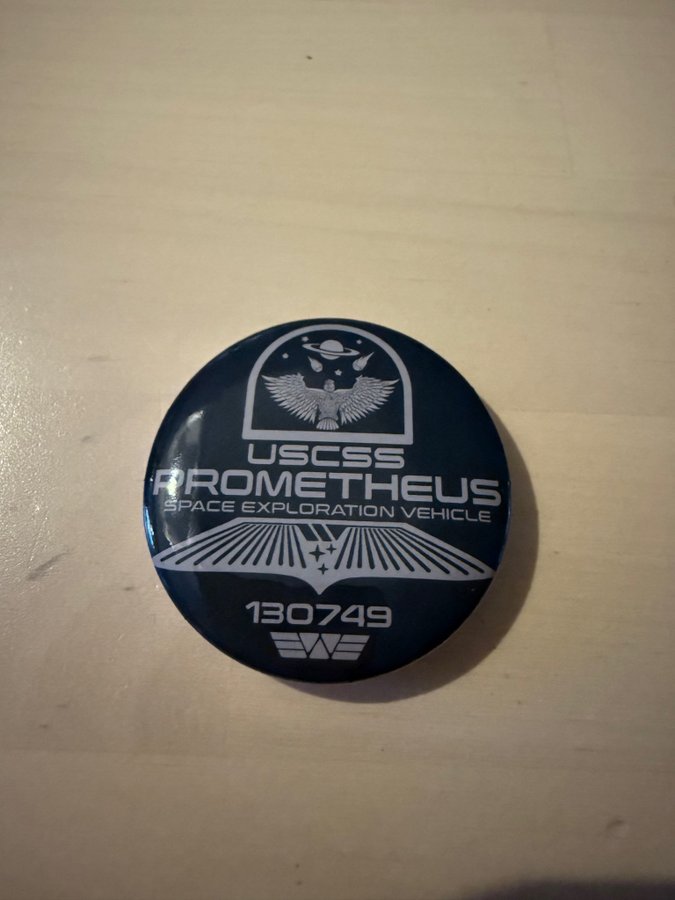 USCSS
PROMETHEUS
SPACE EXPLORATION VEHICLE
130749